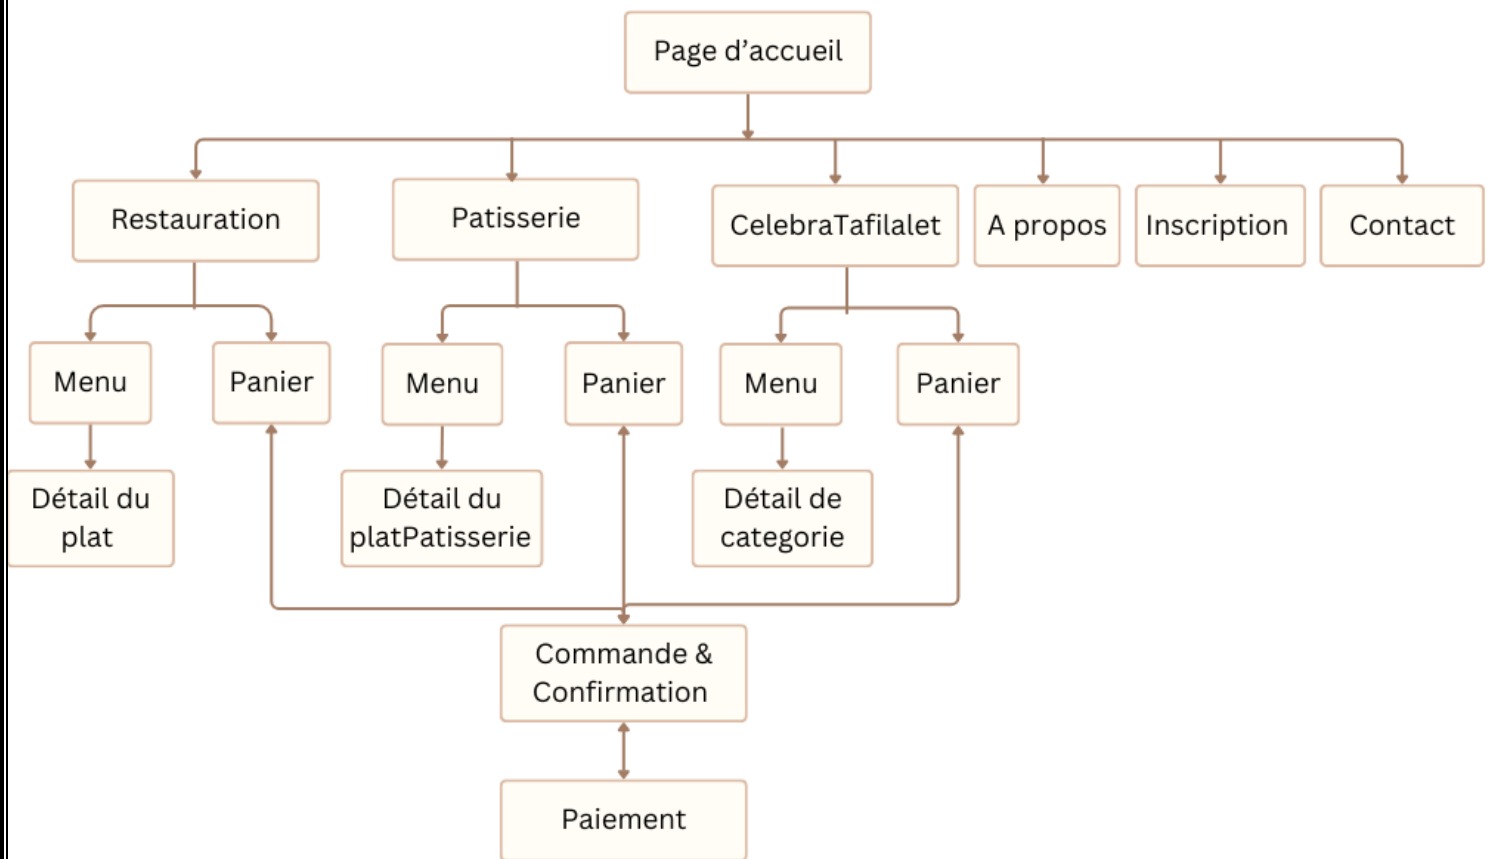 Page d’accueil
Restauration
Patisserie
CelebraTafilalet
A propos
Inscription
Contact
Menu
Panier
Menu
Panier
Menu
Panier
Détail du
plat
Détail du
platPatisserie
Détail de
categorie
Commande &
Confirmation
Paiement